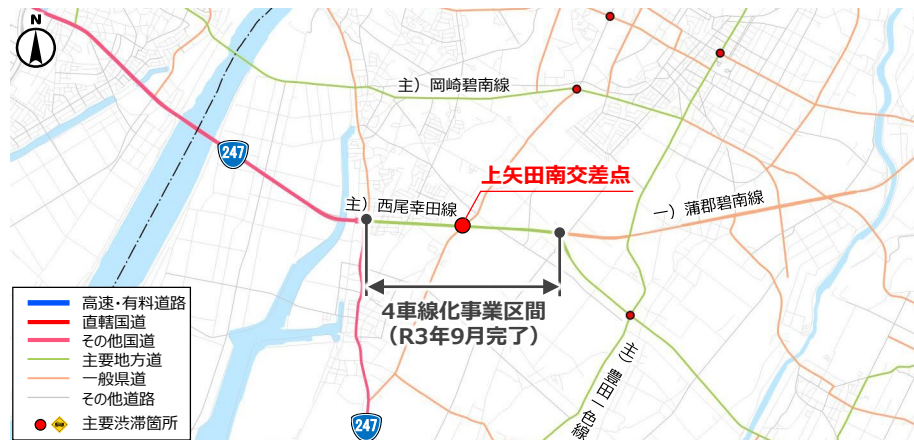 N
主）岡崎碧南線
247
上矢田南交差点
主）西尾幸田線
一）蒲郡碧南線
4車線化事業区間
（R3年9月完了）
高速・有料道路
直轄国道
その他国道
主要地方道
一般県道
その他道路
主要渋滞箇所
主）豊田一色線
247